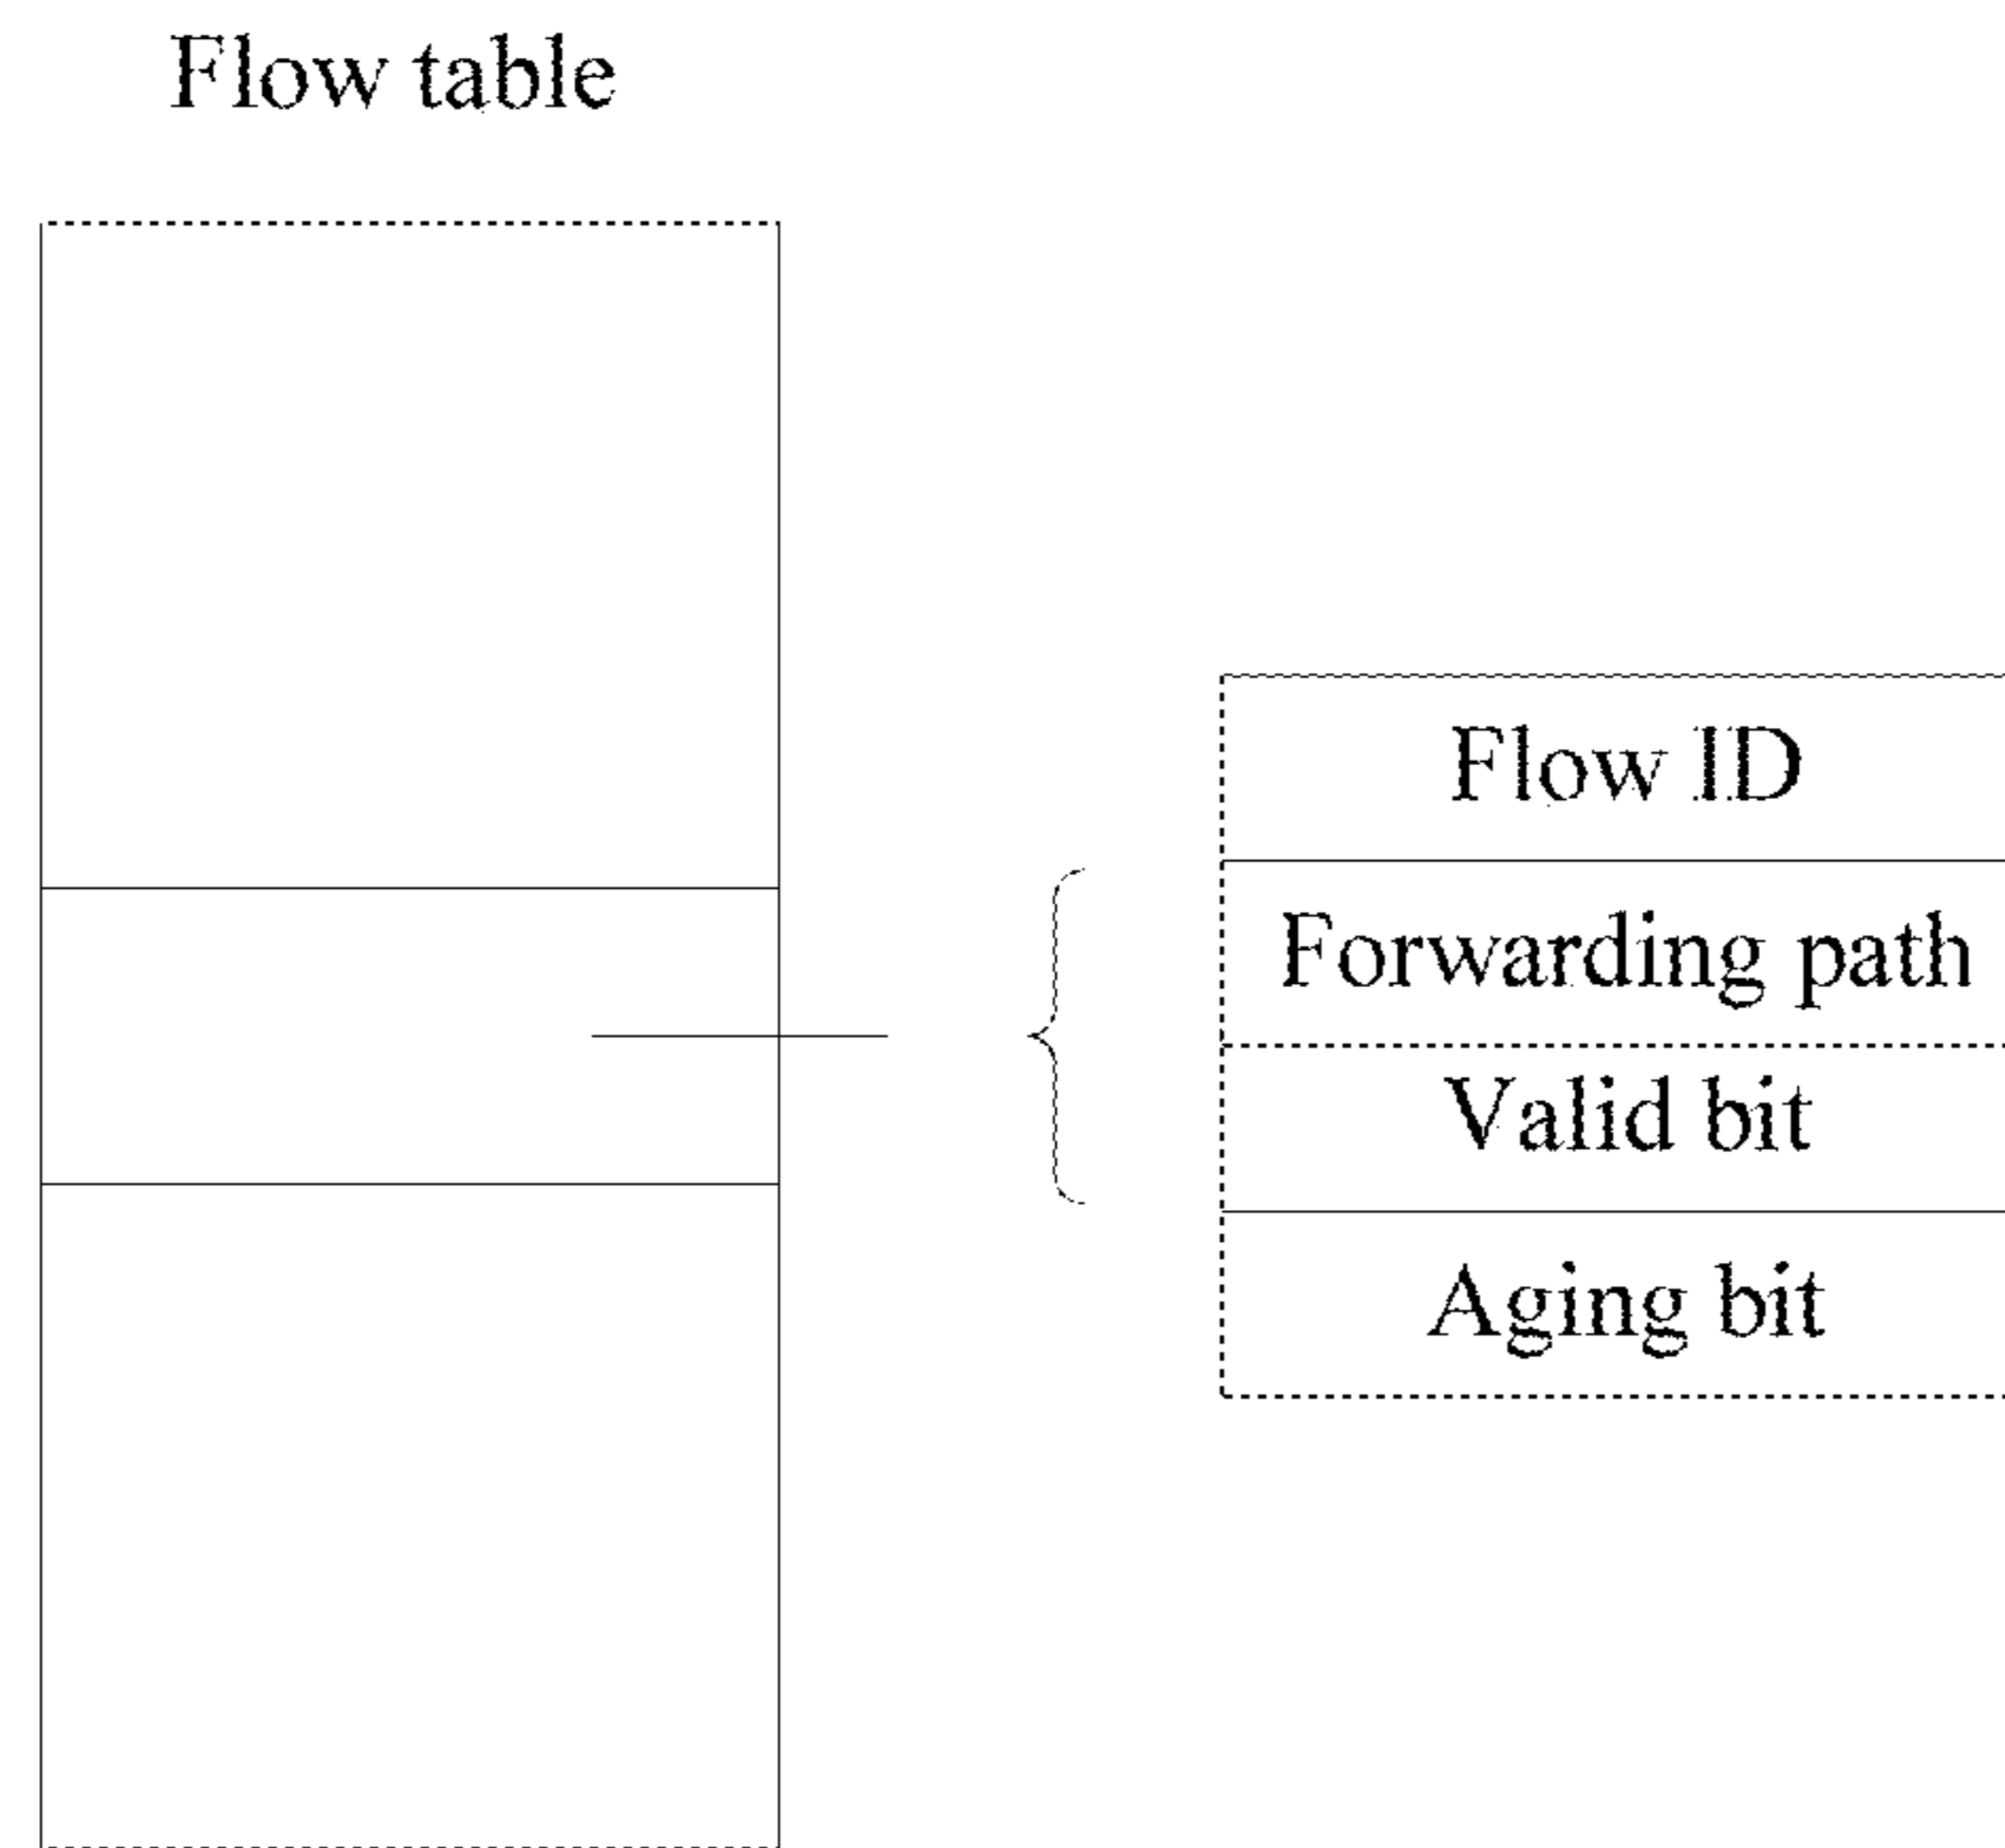 Flow table
Flow ID
Forwarding path
Valid bit
Aging bit